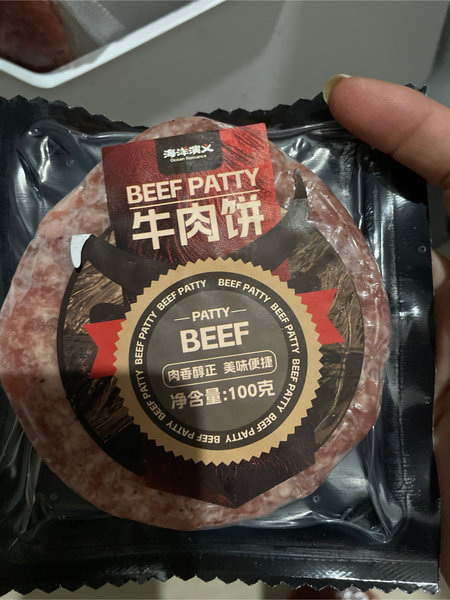 海洋演义
Ocean Romance
BEEF PATTY
牛肉饼
BEEF PATTY BEEF PATTY BEEF PATTY BEEF PATTY BEEF PATTY BEEF PATTY
PATTY
BEEF
肉香醇正 美味便捷
净含量:100克